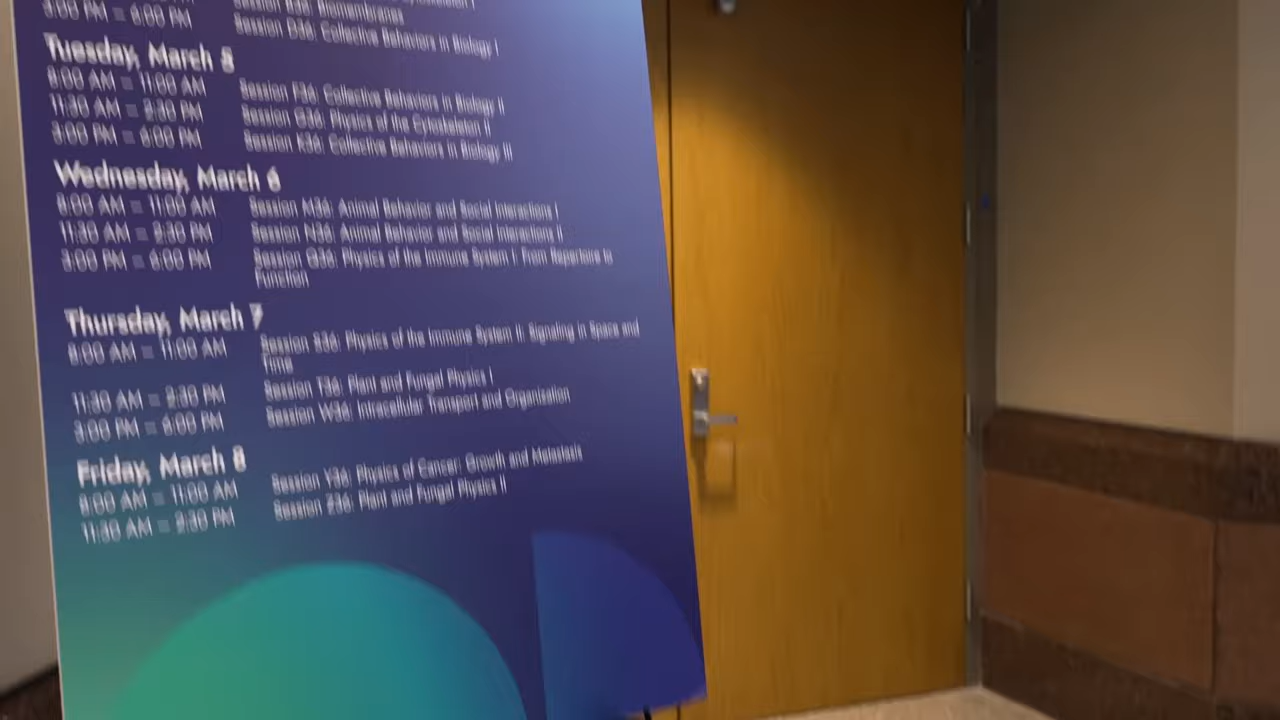 3:00 PM – 6:00 PM
Session D36: Collective Behaviors in Biology I
Tuesday, March 5
8:00 AM – 11:00 AM Session F36: Collective Behaviors in Biology II
11:30 AM – 2:30 PM Session G36: Physics of the Cytoskeleton II
3:00 PM – 6:00 PM Session K36: Collective Behaviors in Biology III
Wednesday, March 6
8:00 AM – 11:00 AM Session M36: Animal Behavior and Social Interactions I
11:30 AM – 2:30 PM Session N36: Animal Behavior and Social Interactions II
3:00 PM – 6:00 PM Session Q36: Physics of the Immune System I: From Repertoire to
Function
Thursday, March 7
8:00 AM – 11:00 AM Session S36: Physics of the Immune System II: Signaling in Space and
Time
11:30 AM – 2:30 PM Session T36: Plant and Fungal Physics I
3:00 PM – 6:00 PM Session W36: Intracellular Transport and Organization
Friday, March 8
8:00 AM – 11:00 AM Session Y36: Physics of Cancer: Growth and Metastasis
11:30 AM – 2:30 PM Session Z36: Plant and Fungal Physics II